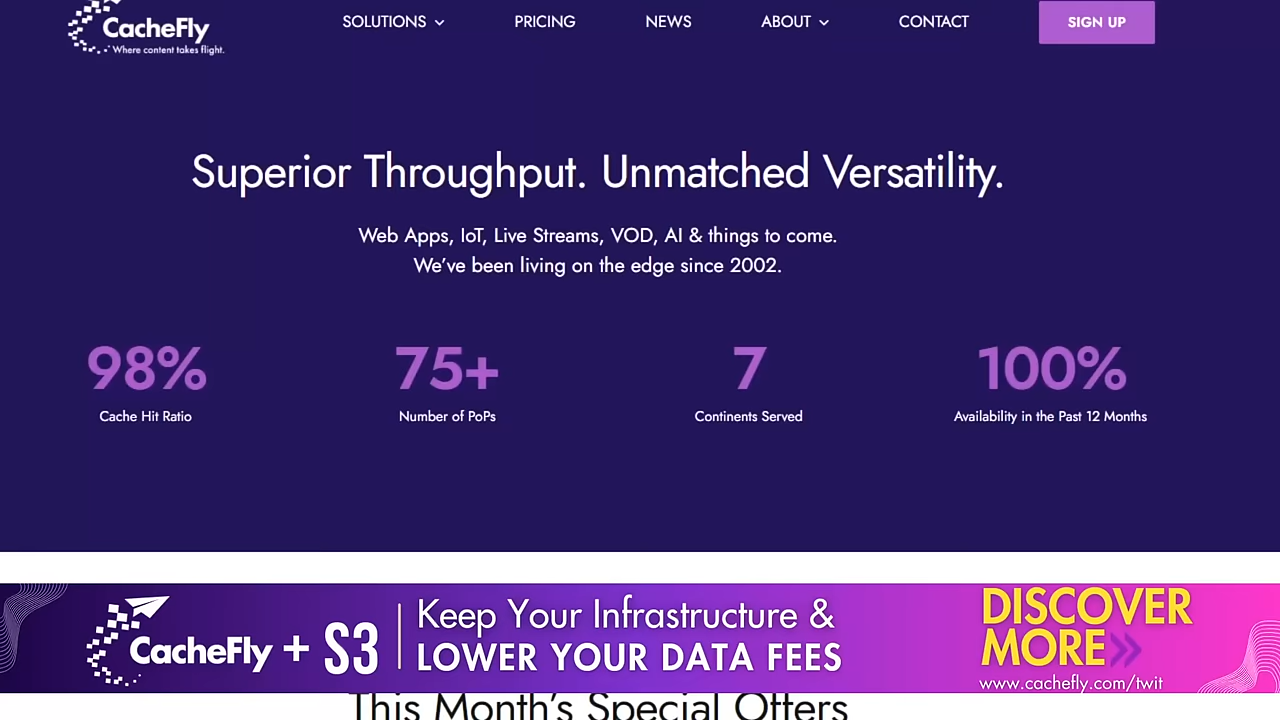 CacheFly
Where content takes flight.
SOLUTIONS
PRICING
NEWS
ABOUT
CONTACT
SIGN UP
Superior Throughput. Unmatched Versatility.
Web Apps, IoT, Live Streams, VOD, AI & things to come.
We've been living on the edge since 2002.
98%
Cache Hit Ratio
75+
Number of PoPs
7
Continents Served
100%
Availability in the Past 12 Months
CacheFly + S3
Keep Your Infrastructure &
LOWER YOUR DATA FEES
DISCOVER
MORE
www.cachefly.com/twit
This Month's Special Offers